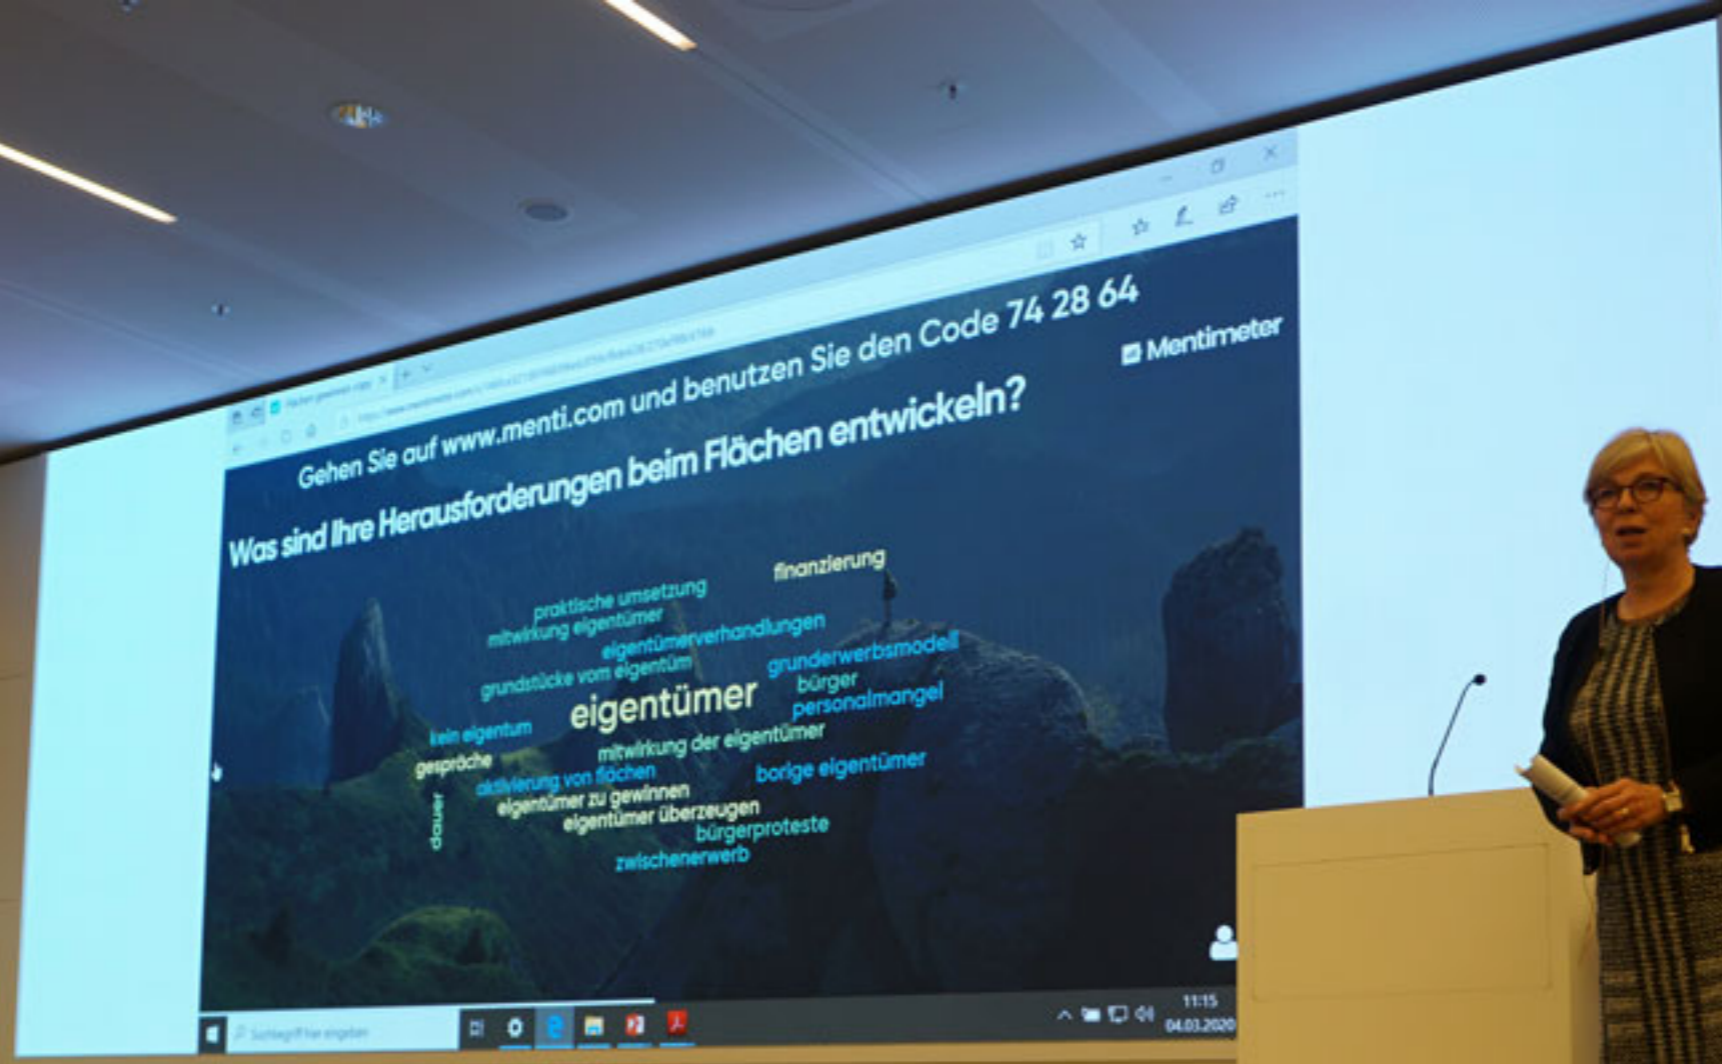 Gehen Sie auf www.menti.com und benutzen Sie den Code 74 28 64
Mentimeter
Was sind Ihre Herausforderungen beim Flächen entwickeln?
finanzierung
praktische umsetzung
mitwirkung eigentümer
eigentümerverhandlungen
grunderwerbsmodell
grundstücke vom eigentüm
bürger
eigentümer
personalmangel
kein eigentum
mitwirkung der eigentümer
gespräche
aktivierung von flächen
borige eigentümer
eigentümer zu gewinnen
dauer
eigentümer überzeugen
bürgerproteste
zwischenerwerb
Suchbegriff hier eingeben
11:15
04.03.2020